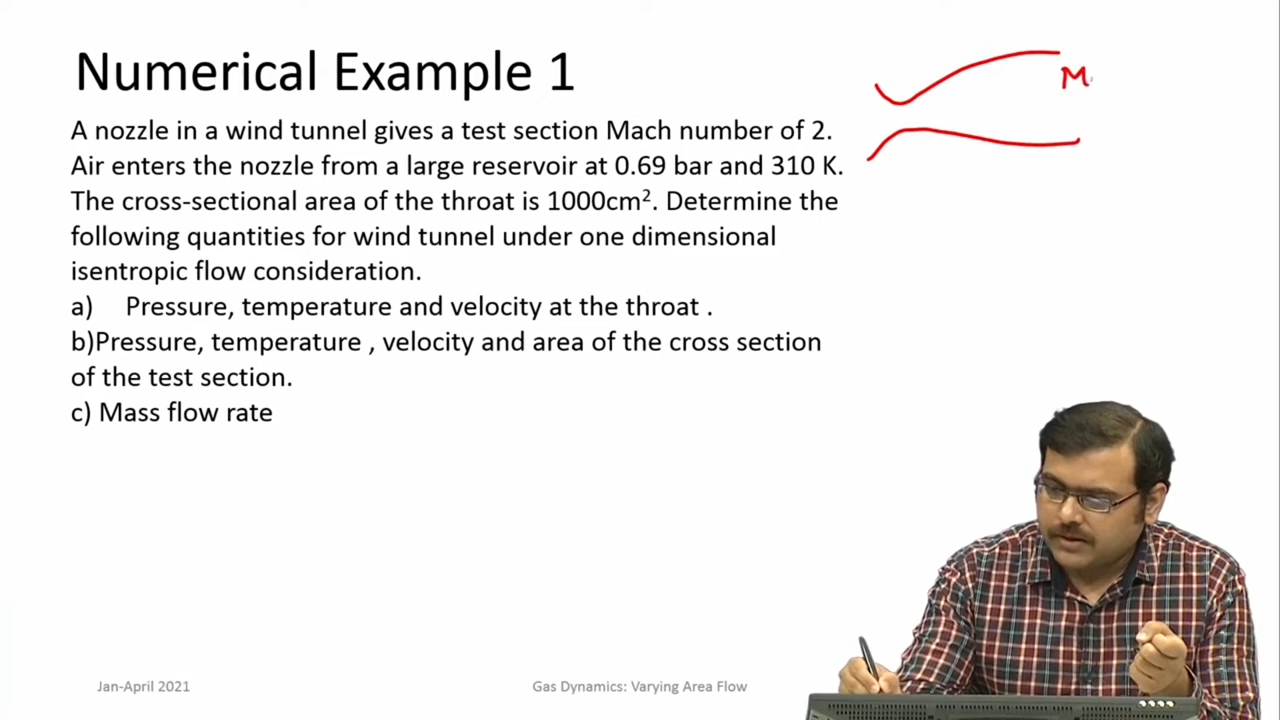 Numerical Example 1
A nozzle in a wind tunnel gives a test section Mach number of 2.
Air enters the nozzle from a large reservoir at 0.69 bar and 310 K.
The cross-sectional area of the throat is 1000cm². Determine the
following quantities for wind tunnel under one dimensional
isentropic flow consideration.
a) Pressure, temperature and velocity at the throat .
b)Pressure, temperature , velocity and area of the cross section
of the test section.
c) Mass flow rate
M
Jan-April 2021
Gas Dynamics: Varying Area Flow